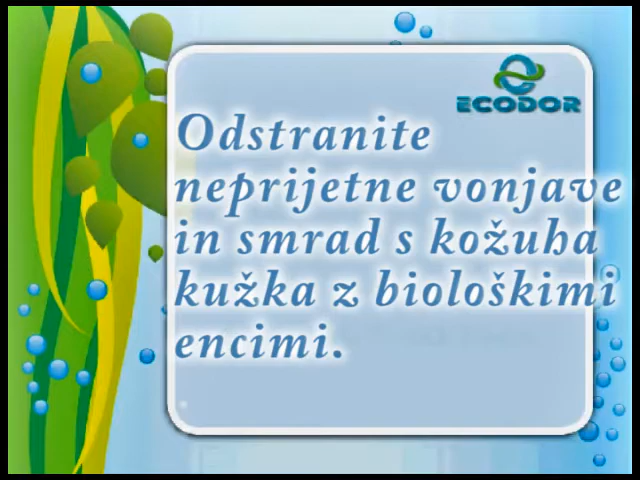 ECODOR
Odstranite
neprijetne vonjave
in smrad s kožuha
kužka z biološkimi
encimi.